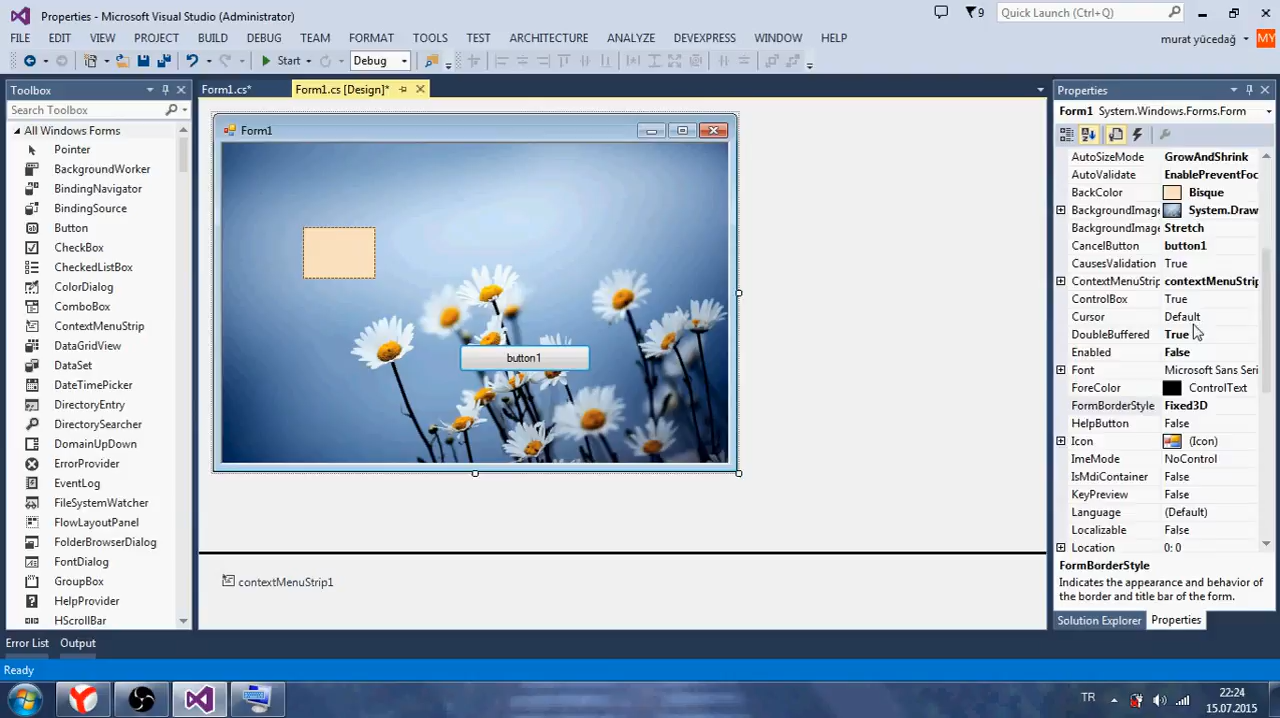 Properties - Microsoft Visual Studio (Administrator)
9
Quick Launch (Ctrl+Q)
FILE EDIT VIEW PROJECT BUILD DEBUG TEAM FORMAT TOOLS TEST ARCHITECTURE ANALYZE DEVEXPRESS WINDOW HELP
murat yücedağ MY
Start Debug
Toolbox
Search Toolbox
All Windows Forms
Pointer
BackgroundWorker
BindingNavigator
BindingSource
Button
CheckBox
CheckedListBox
ColorDialog
ComboBox
ContextMenuStrip
DataGridView
DataSet
DateTimePicker
DirectoryEntry
DirectorySearcher
DomainUpDown
ErrorProvider
EventLog
FileSystemWatcher
FlowLayoutPanel
FolderBrowserDialog
FontDialog
GroupBox
HelpProvider
HScrollBar
Form1.cs* Form1.cs [Design]*
Form1
button1
contextMenuStrip1
Properties
Form1 System.Windows.Forms.Form
AutoSizeMode GrowAndShrink
AutoValidate EnablePreventFoc
BackColor Bisque
BackgroundImage System.Draw
BackgroundImage Stretch
CancelButton button1
CausesValidation True
ContextMenuStrip contextMenuStrip
ControlBox True
Cursor Default
DoubleBuffered True
Enabled False
Font Microsoft Sans Seri
ForeColor ControlText
FormBorderStyle Fixed3D
HelpButton False
Icon (Icon)
ImeMode NoControl
IsMdiContainer False
KeyPreview False
Language (Default)
Localizable False
Location 0: 0
FormBorderStyle
Indicates the appearance and behavior of
the border and title bar of the form.
Solution Explorer Properties
Error List Output
Ready
TR
22:24
15.07.2015